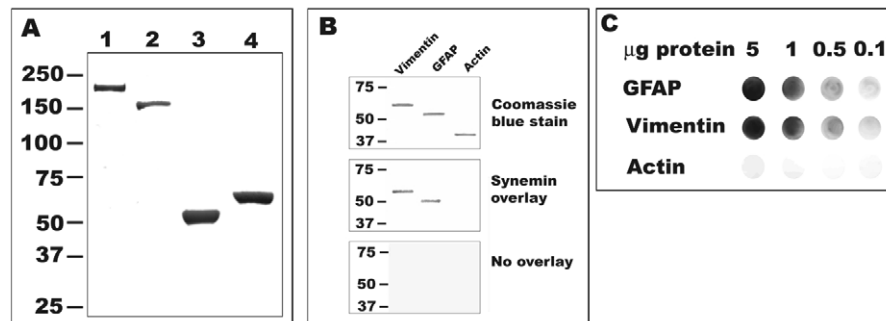 A
1 2 3 4
250
150
100
75
50
37
25
B
Vimentin GFAP Actin
75
50
37
Coomassie
blue stain
75
50
37
Synemin
overlay
75
50
37
No overlay
C
µg protein 5 1 0.5 0.1
GFAP
Vimentin
Actin